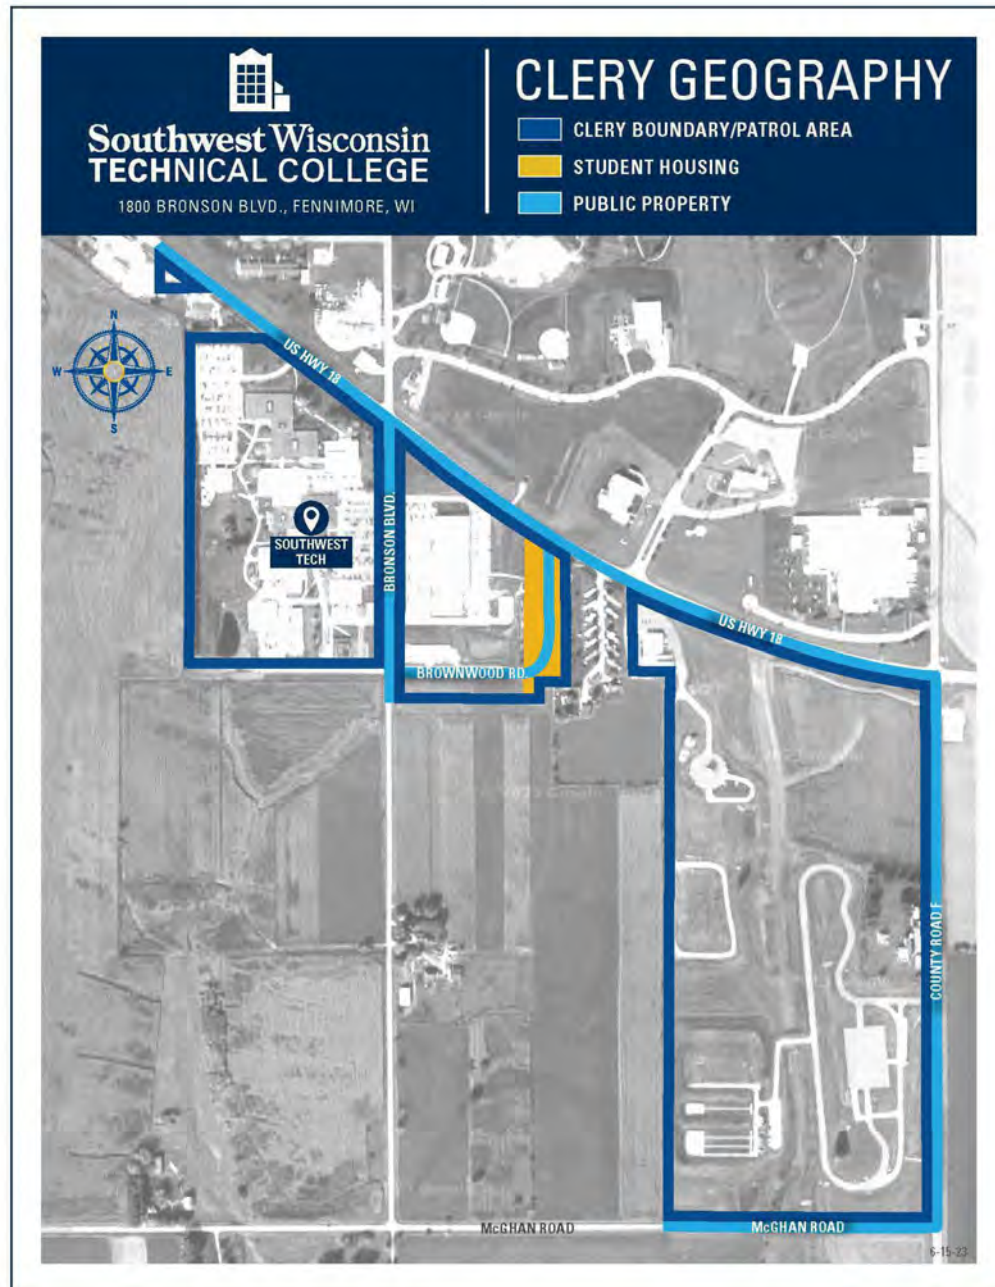 Southwest Wisconsin
TECHNICAL COLLEGE
1800 BRONSON BLVD., FENNIMORE, WI
CLERY GEOGRAPHY
CLERY BOUNDARY/PATROL AREA
STUDENT HOUSING
PUBLIC PROPERTY
N
W
E
S
US HWY 18
BRONSON BLVD.
SOUTHWEST
TECH
BROWNWOOD RD.
US HWY 18
COUNTY ROAD F
McGHAN ROAD
McGHAN ROAD
6-15-23